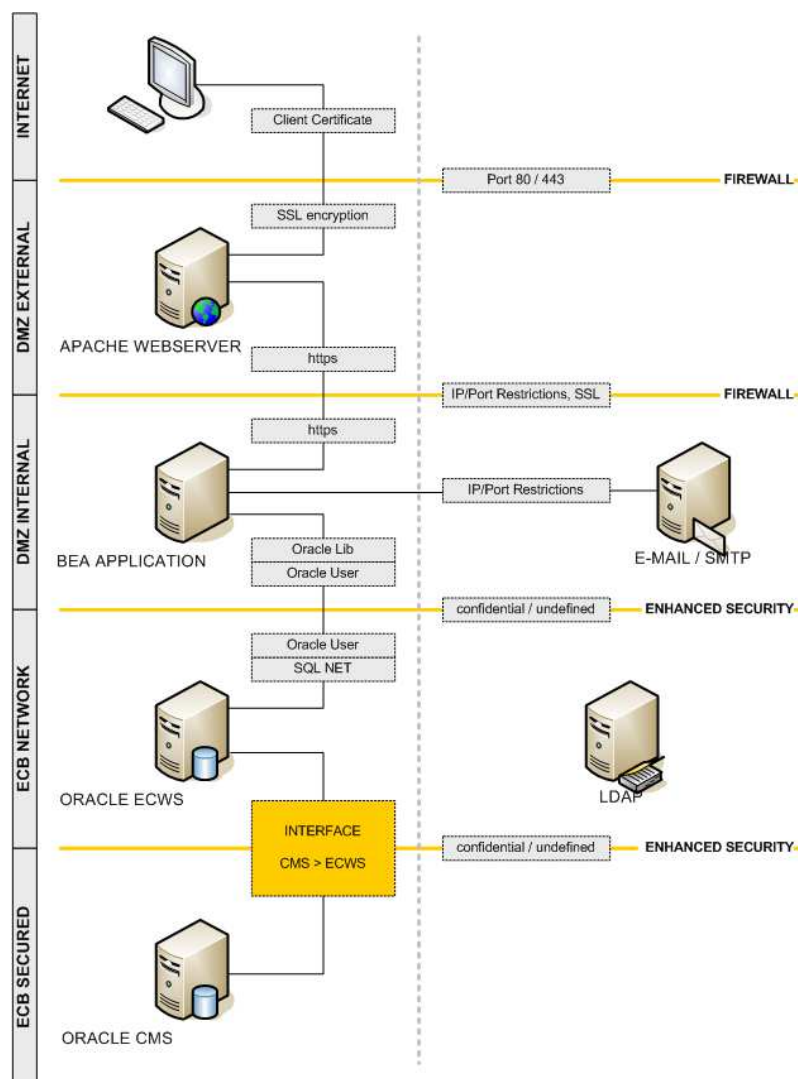 INTERNET
Client Certificate
Port 80 / 443
FIREWALL
DMZ EXTERNAL
SSL encryption
APACHE WEBSERVER
https
IP/Port Restrictions, SSL
FIREWALL
DMZ INTERNAL
https
IP/Port Restrictions
BEA APPLICATION
E-MAIL / SMTP
Oracle Lib
Oracle User
confidential / undefined
ENHANCED SECURITY
ECB NETWORK
Oracle User
SQL NET
ORACLE ECWS
LDAP
INTERFACE
CMS > ECWS
confidential / undefined
ENHANCED SECURITY
ECB SECURED
ORACLE CMS